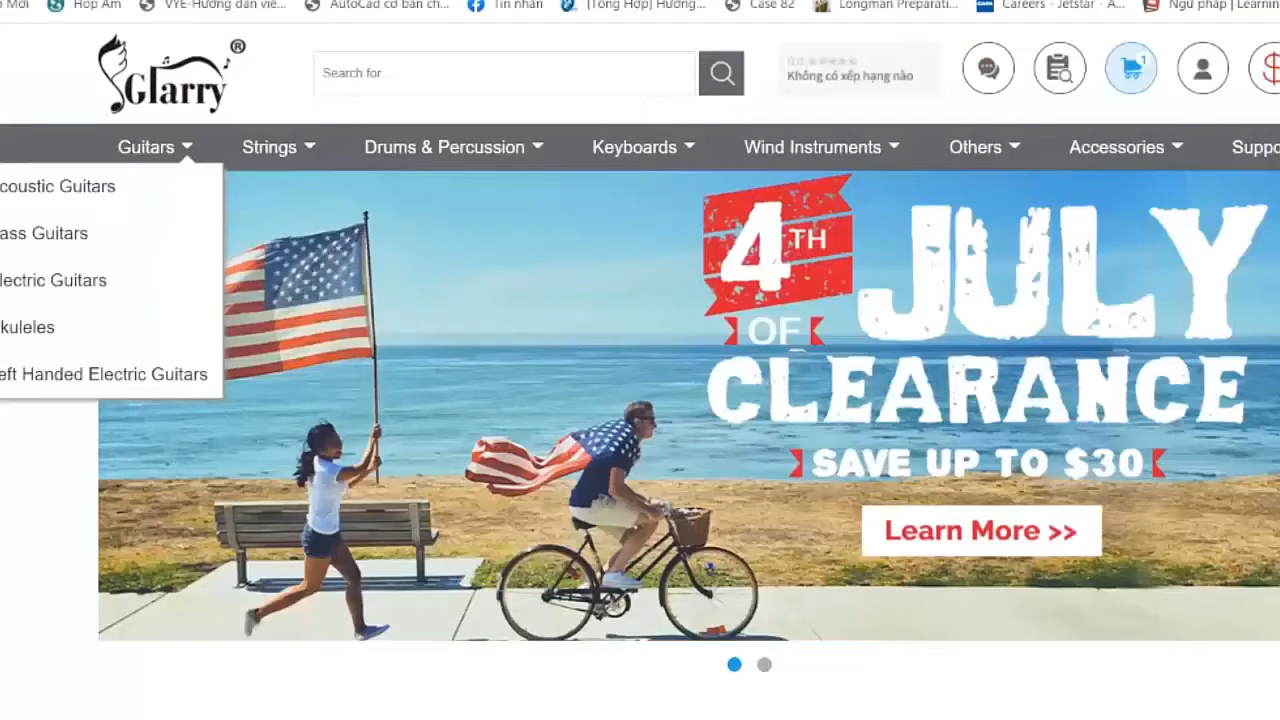 Hợp Âm
VYE-Hướng dẫn viê...
AutoCad cơ bản ch...
Tin nhắn
[Tổng Hợp] Hướng...
Case 82
Longman Preparati...
Careers - Jetstar - A...
Ngữ pháp | Learnin
Glarry®
Search for
0.0
Không có xếp hạng nào
1
Guitars
Strings
Drums & Percussion
Keyboards
Wind Instruments
Others
Accessories
Suppo
coustic Guitars
ass Guitars
lectric Guitars
kuleles
eft Handed Electric Guitars
4TH
OF
JULY
CLEARANCE
SAVE UP TO $30
Learn More >>